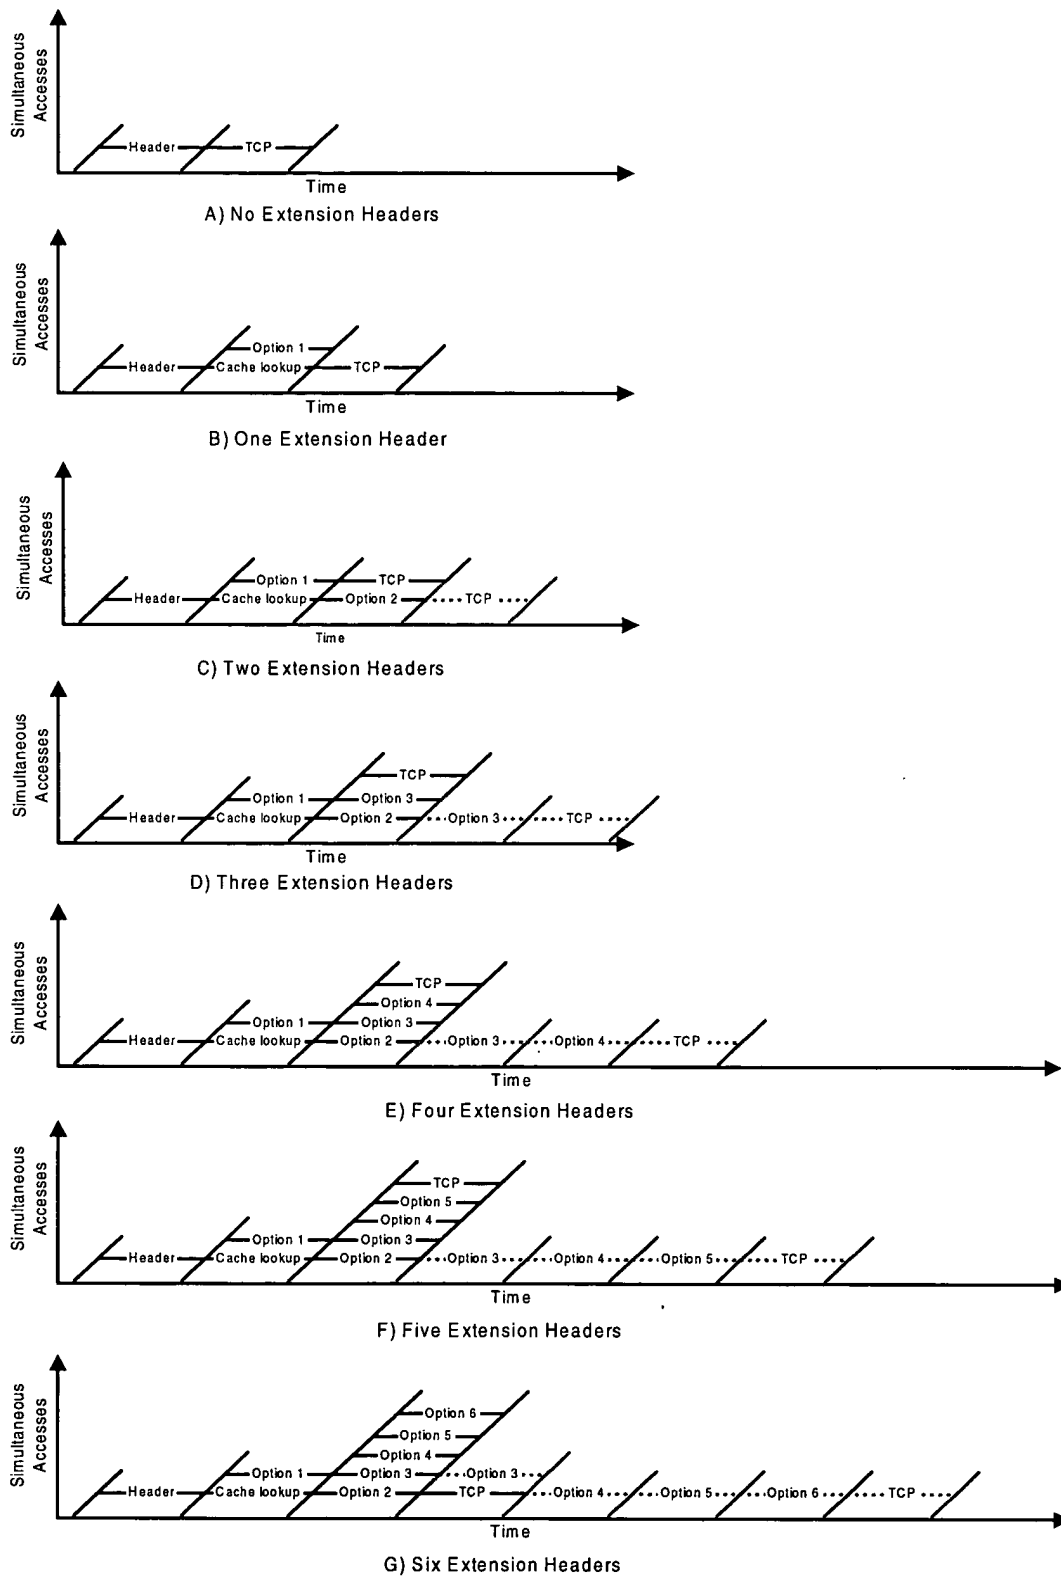 Simultaneous
Accesses
Header
TCP
Time
A) No Extension Headers
Simultaneous
Accesses
Option 1
Header
Cache lookup
TCP
Time
B) One Extension Header
Simultaneous
Accesses
Option 1
TCP
Header
Cache lookup
Option 2
TCP
Time
C) Two Extension Headers
Simultaneous
Accesses
TCP
Option 1
Option 3
Header
Cache lookup
Option 2
Option 3
TCP
Time
D) Three Extension Headers
Simultaneous
Accesses
TCP
Option 4
Option 1
Option 3
Header
Cache lookup
Option 2
Option 3
Option 4
TCP
Time
E) Four Extension Headers
Simultaneous
Accesses
TCP
Option 5
Option 4
Option 1
Option 3
Header
Cache lookup
Option 2
Option 3
Option 4
Option 5
TCP
Time
F) Five Extension Headers
Simultaneous
Accesses
Option 6
Option 5
Option 4
Option 1
Option 3
Option 3
Header
Cache lookup
Option 2
TCP
Option 4
Option 5
Option 6
TCP
Time
G) Six Extension Headers